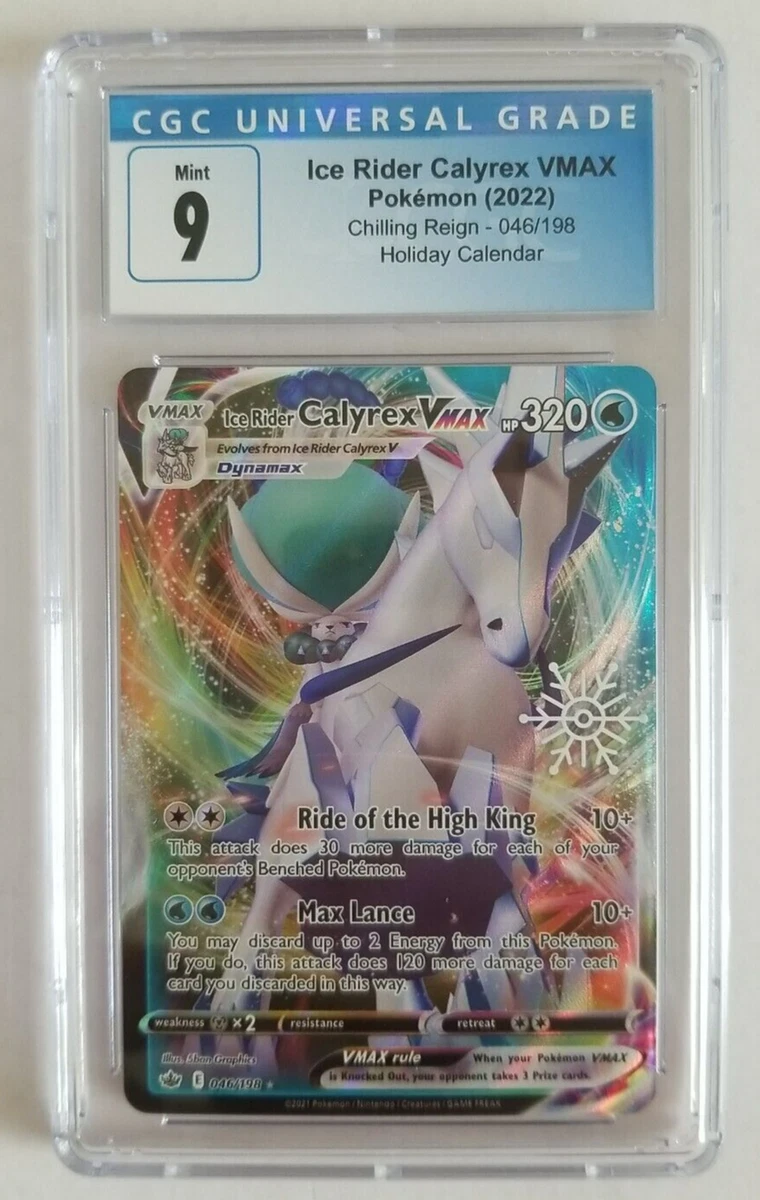 CGC UNIVERSAL GRADE
Mint
9
Ice Rider Calyrex VMAX
Pokémon (2022)
Chilling Reign - 046/198
Holiday Calendar
VMAX Ice Rider Calyrex VMAX HP 320
Evolves from Ice Rider Calyrex V
Dynamax
Ride of the High King 10+
This attack does 30 more damage for each of your
opponent's Benched Pokémon.
Max Lance 10+
You may discard up to 2 Energy from this Pokémon.
If you do, this attack does 120 more damage for each
card you discarded in this way.
weakness ×2 resistance retreat
Illus. 5ban Graphics
VMAX rule When your Pokémon VMAX
is Knocked Out, your opponent takes 3 Prize cards.
E 046/198
©2021 Pokémon / Nintendo / Creatures / GAME FREAK